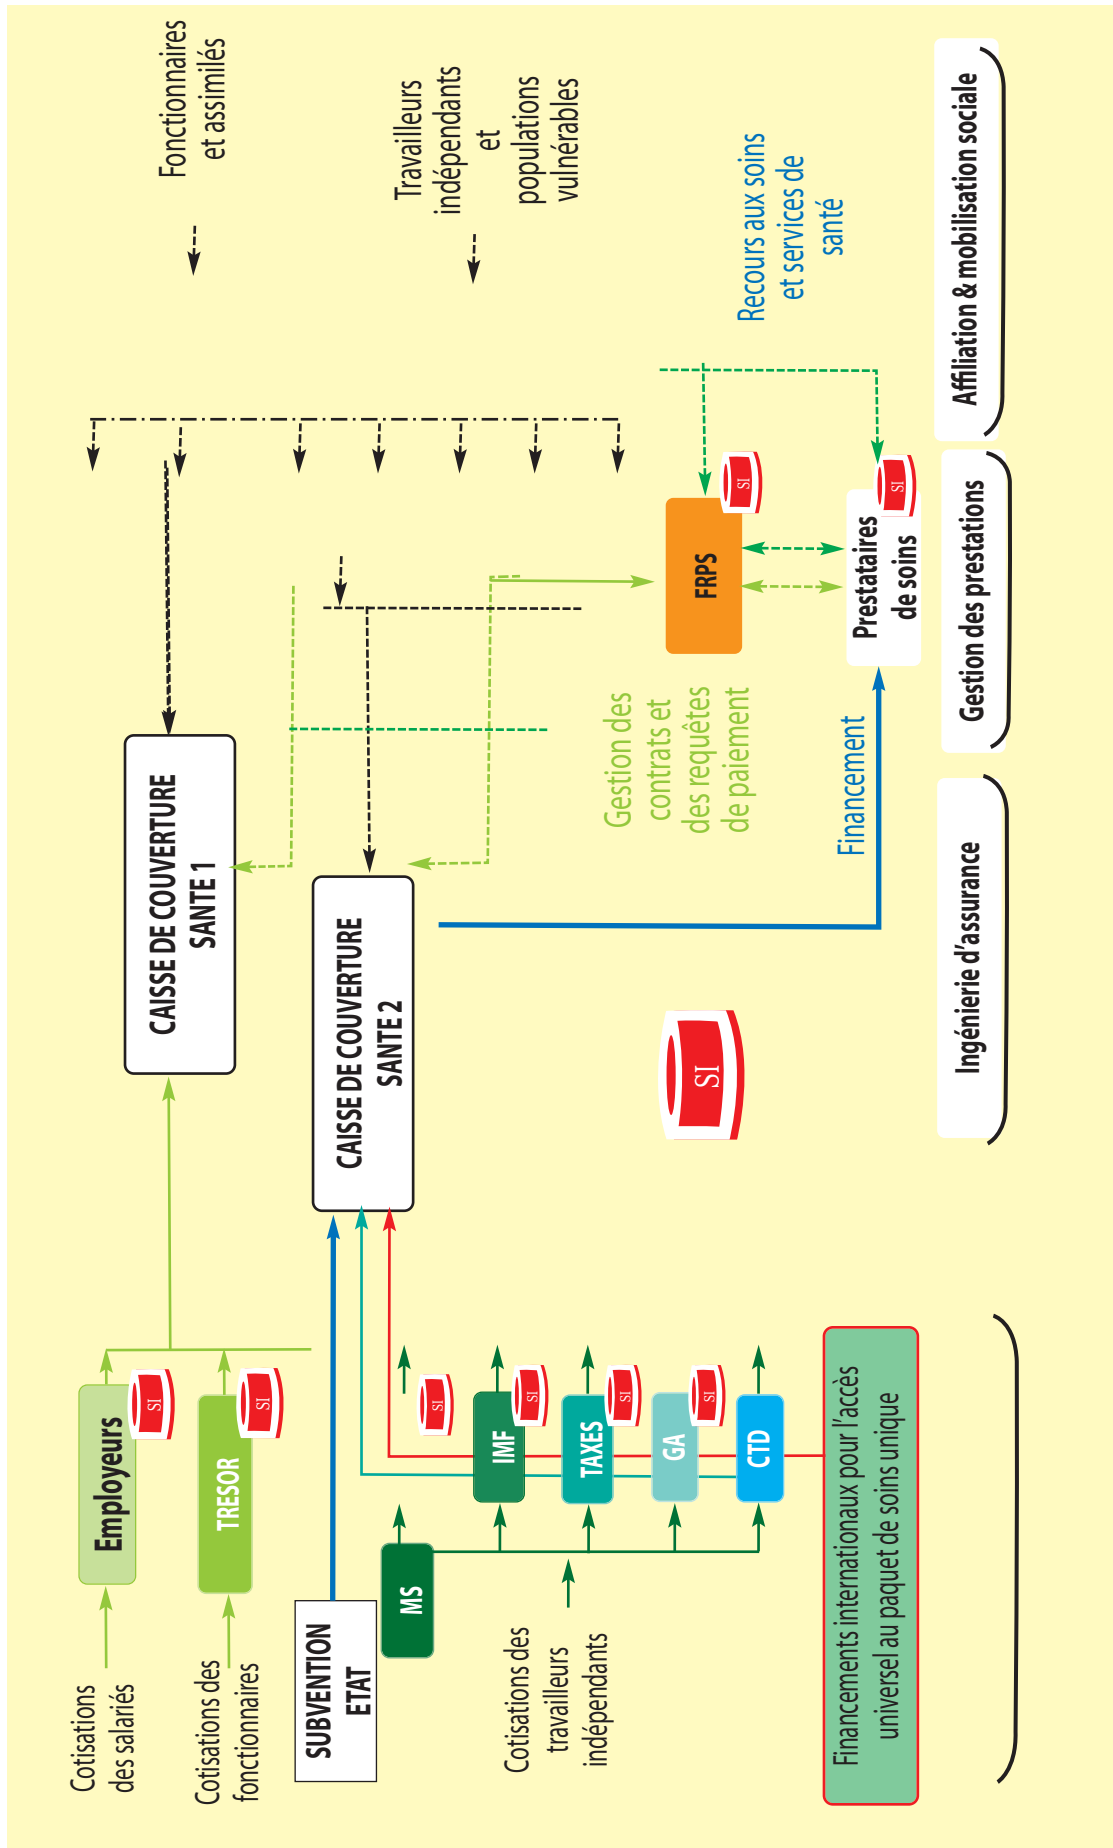 Cotisations
des salariés
Employeurs
SI
Cotisations des
fonctionnaires
TRESOR
SI
SUBVENTION
ETAT
MS
SI
Cotisations des
travailleurs
indépendants
IMF
SI
TAXES
SI
GA
SI
CTD
Financements internationaux pour l'accès
universel au paquet de soins unique
CAISSE DE COUVERTURE
SANTE 1
CAISSE DE COUVERTURE
SANTE 2
SI
Gestion des
contrats et
des requêtes
de paiement
Financement
FRPS
SI
Prestataires
de soins
SI
Fonctionnaires
et assimilés
Travailleurs
indépendants
et
populations
vulnérables
Recours aux soins
et services de
santé
Ingénierie d'assurance
Gestion des prestations
Affiliation & mobilisation sociale